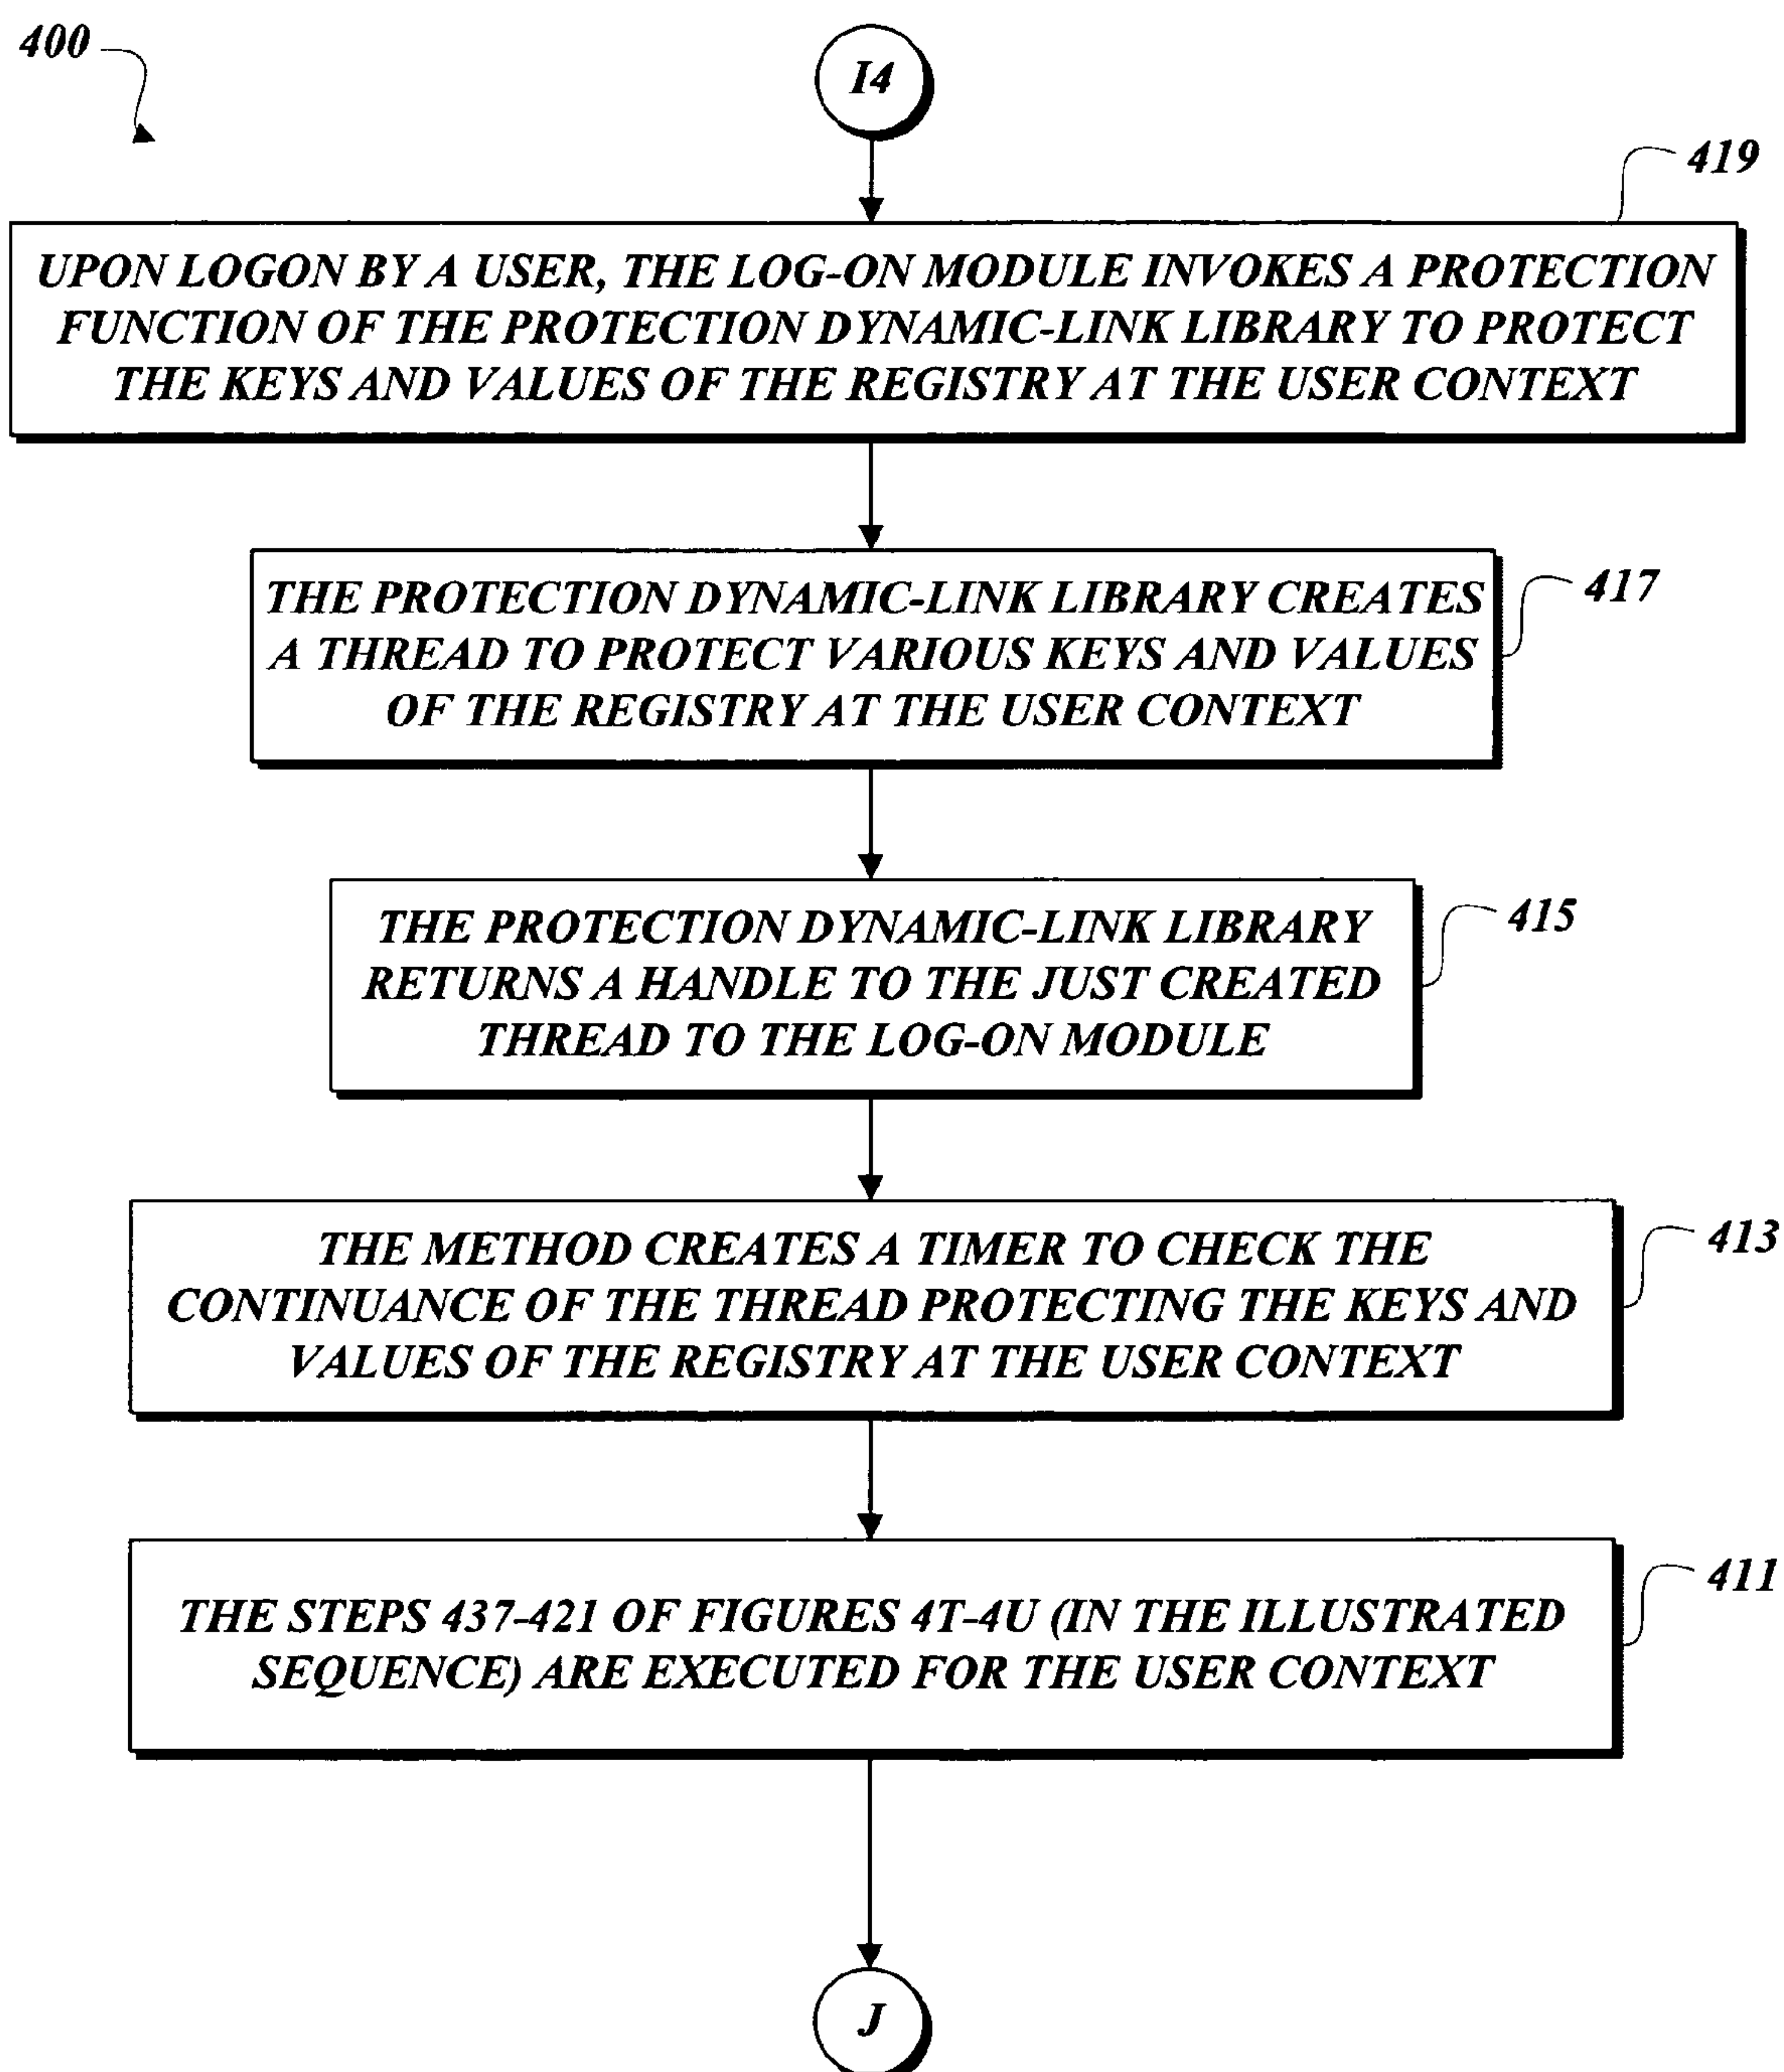 400
I4
419
UPON LOGON BY A USER, THE LOG-ON MODULE INVOKES A PROTECTION
FUNCTION OF THE PROTECTION DYNAMIC-LINK LIBRARY TO PROTECT
THE KEYS AND VALUES OF THE REGISTRY AT THE USER CONTEXT
417
THE PROTECTION DYNAMIC-LINK LIBRARY CREATES
A THREAD TO PROTECT VARIOUS KEYS AND VALUES
OF THE REGISTRY AT THE USER CONTEXT
415
THE PROTECTION DYNAMIC-LINK LIBRARY
RETURNS A HANDLE TO THE JUST CREATED
THREAD TO THE LOG-ON MODULE
413
THE METHOD CREATES A TIMER TO CHECK THE
CONTINUANCE OF THE THREAD PROTECTING THE KEYS AND
VALUES OF THE REGISTRY AT THE USER CONTEXT
411
THE STEPS 437-421 OF FIGURES 4T-4U (IN THE ILLUSTRATED
SEQUENCE) ARE EXECUTED FOR THE USER CONTEXT
J